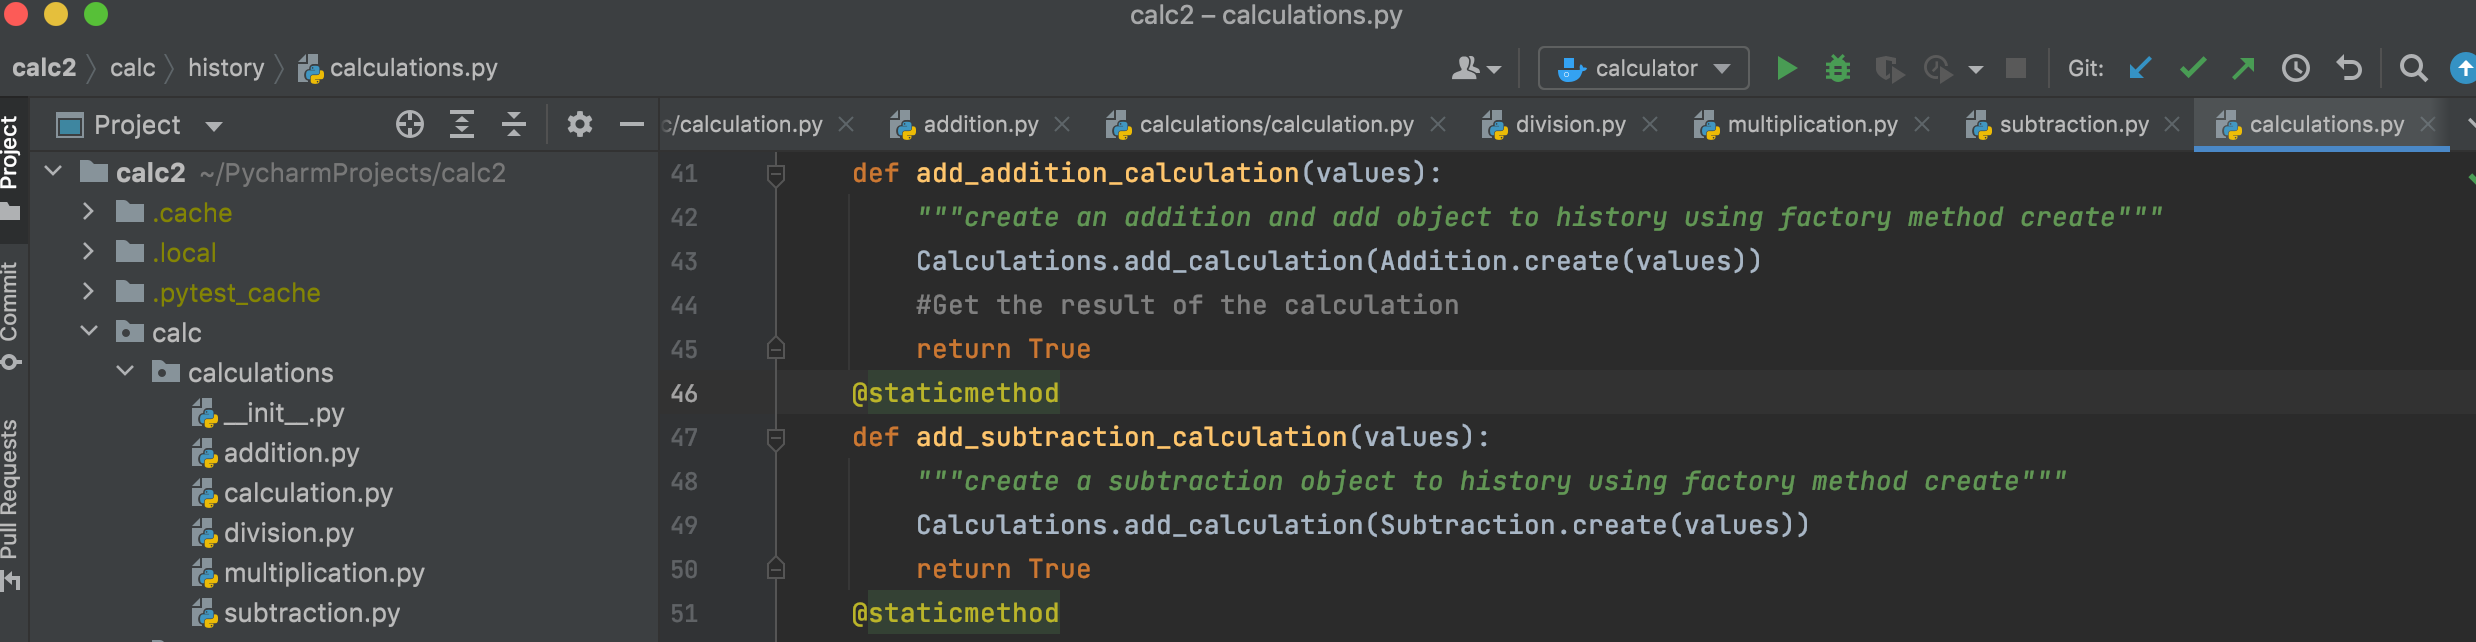 calc2 – calculations.py
calc2 calc history calculations.py
calculator
Git:
Project
c/calculation.py
addition.py
calculations/calculation.py
division.py
multiplication.py
subtraction.py
calculations.py
Project
Commit
Pull Requests
calc2 ~/PycharmProjects/calc2
.cache
.local
.pytest_cache
calc
calculations
__init__.py
addition.py
calculation.py
division.py
multiplication.py
subtraction.py
41 def add_addition_calculation(values):
42 """create an addition and add object to history using factory method create"""
43 Calculations.add_calculation(Addition.create(values))
44 #Get the result of the calculation
45 return True
46 @staticmethod
47 def add_subtraction_calculation(values):
48 """create a subtraction object to history using factory method create"""
49 Calculations.add_calculation(Subtraction.create(values))
50 return True
51 @staticmethod